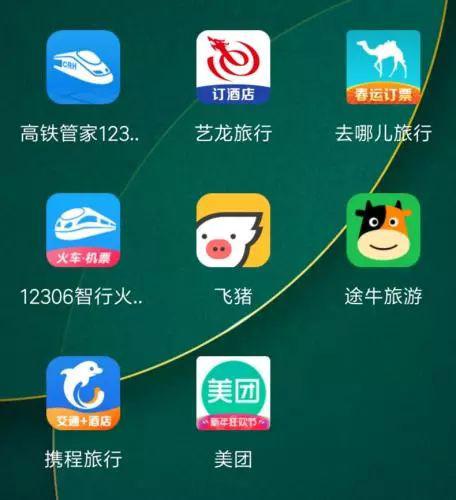 CRH
订酒店
春运订票
高铁管家123..
艺龙旅行
去哪儿旅行
火车·机票
12306智行火..
飞猪
途牛旅游
交通+酒店
美团
新年狂欢节
携程旅行
美团